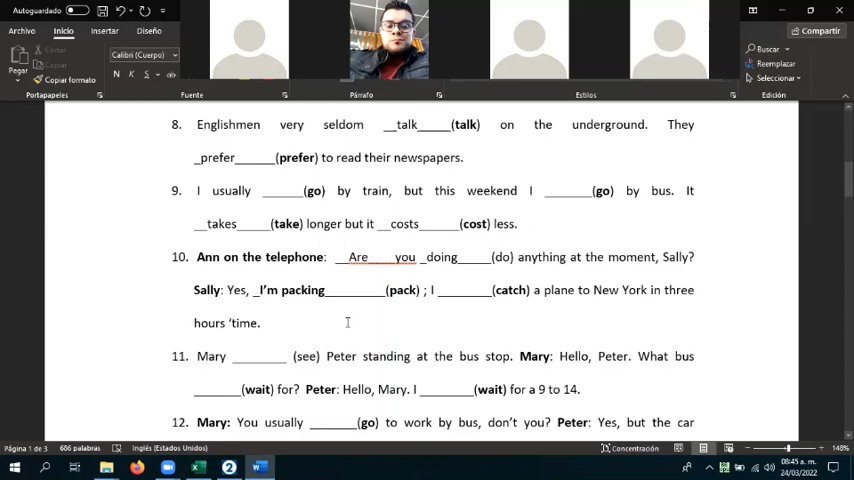 Autoguardado
Archivo Inicio Insertar Dise Compartir
Pegar
Cortar
Copiar
Copiar formato
Calibri (Cuerpo)
N K S
Buscar
Reemplazar
Seleccionar
Portapapeles Fuente Párrafo Estilos Edición
8. Englishmen very seldom __talk_____(talk) on the underground. They
_prefer______(prefer) to read their newspapers.
9. I usually ______(go) by train, but this weekend I _______(go) by bus. It
__takes_____(take) longer but it __costs______(cost) less.
10. Ann on the telephone: __Are____you _doing_____(do) anything at the moment, Sally?
Sally: Yes, _I'm packing_________(pack) ; I ________(catch) a plane to New York in three
hours 'time.
11. Mary _________ (see) Peter standing at the bus stop. Mary: Hello, Peter. What bus
_______(wait) for? Peter: Hello, Mary. I ________(wait) for a 9 to 14.
12. Mary: You usually _______(go) to work by bus, don't you? Peter: Yes, but the car
Página 1 de 3 686 palabras Inglés (Estados Unidos) Concentración 148%
08:45 a. m.
24/03/2022